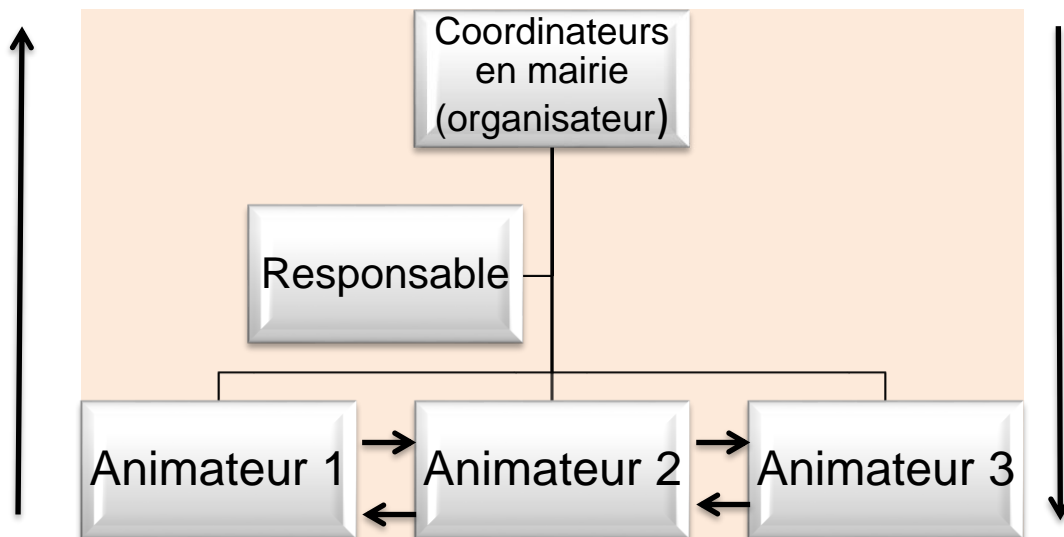 Coordinateurs
en mairie
(organisateur)
Responsable
Animateur 1
Animateur 2
Animateur 3